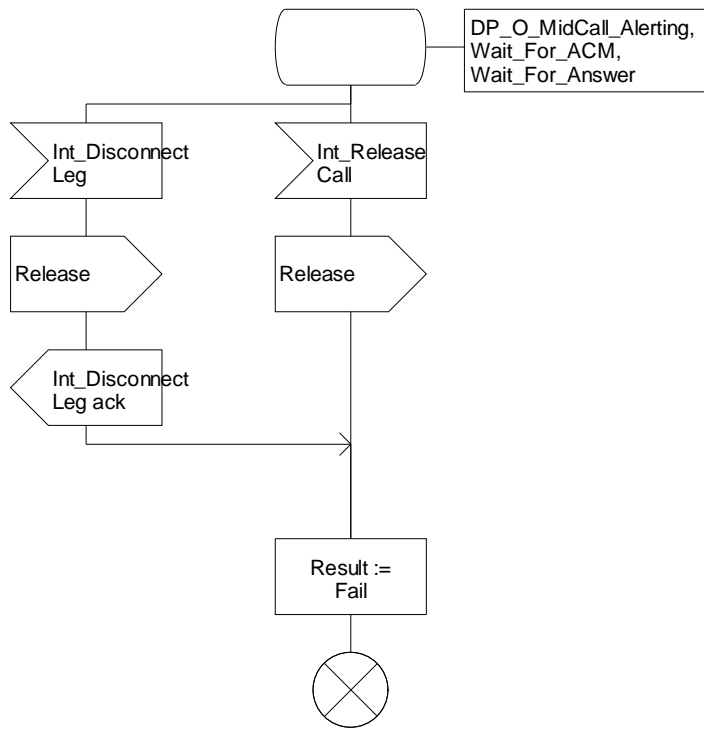 DP_O_MidCall_Alerting,
Wait_For_ACM,
Wait_For_Answer
Int_Disconnect
Leg
Int_Release
Call
Release
Release
Int_Disconnect
Leg ack
Result :=
Fail